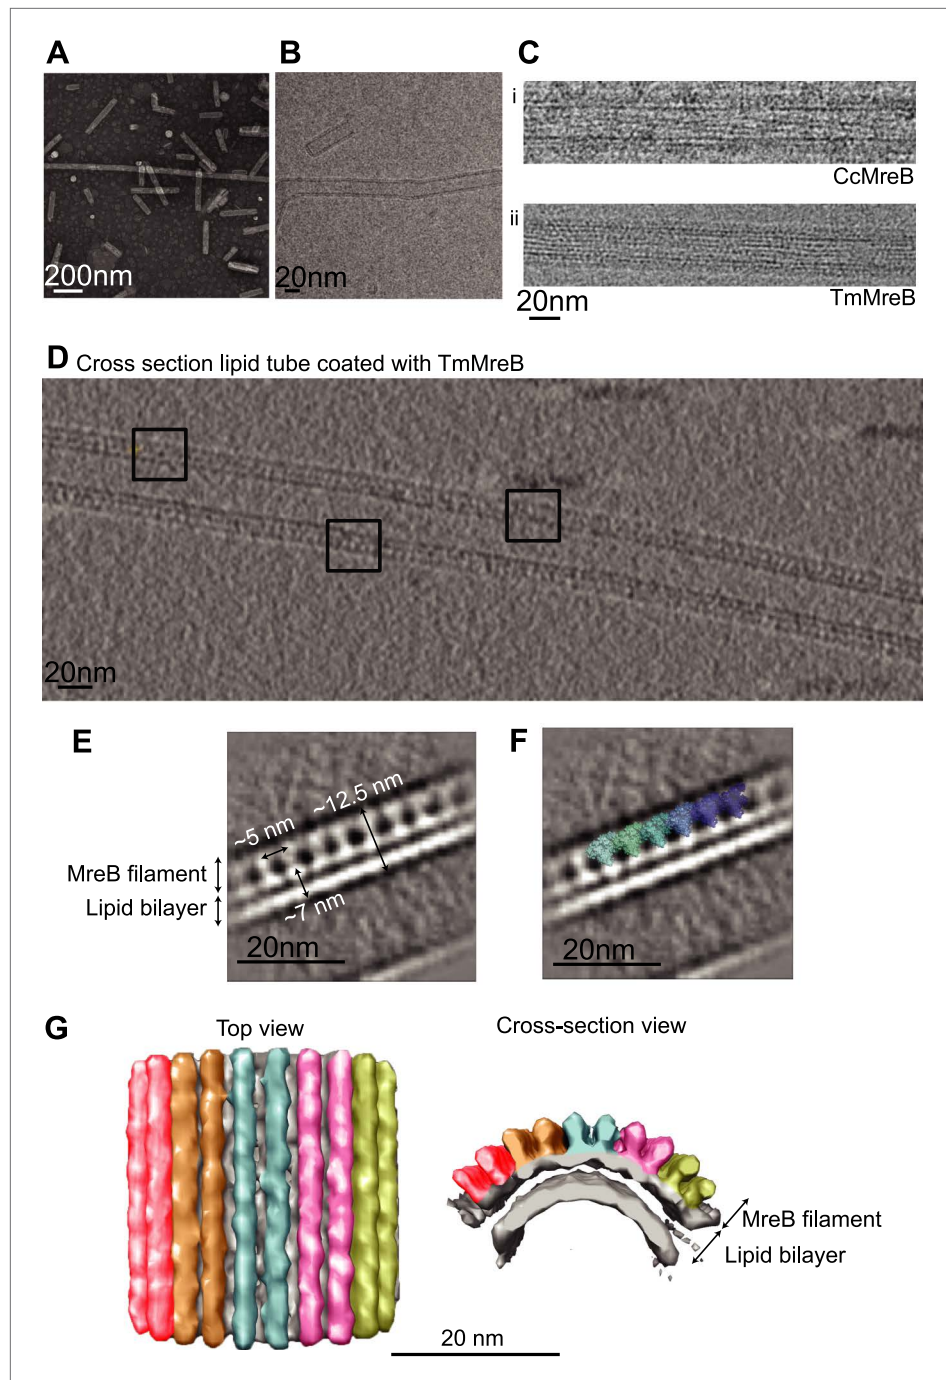 A
B
C
200nm
20nm
i
CcMreB
ii
TmMreB
20nm
D Cross section lipid tube coated with TmMreB
20nm
E
F
~5 nm
~12.5 nm
MreB filament
Lipid bilayer
~7 nm
20nm
20nm
G
Top view
Cross-section view
MreB filament
Lipid bilayer
20 nm